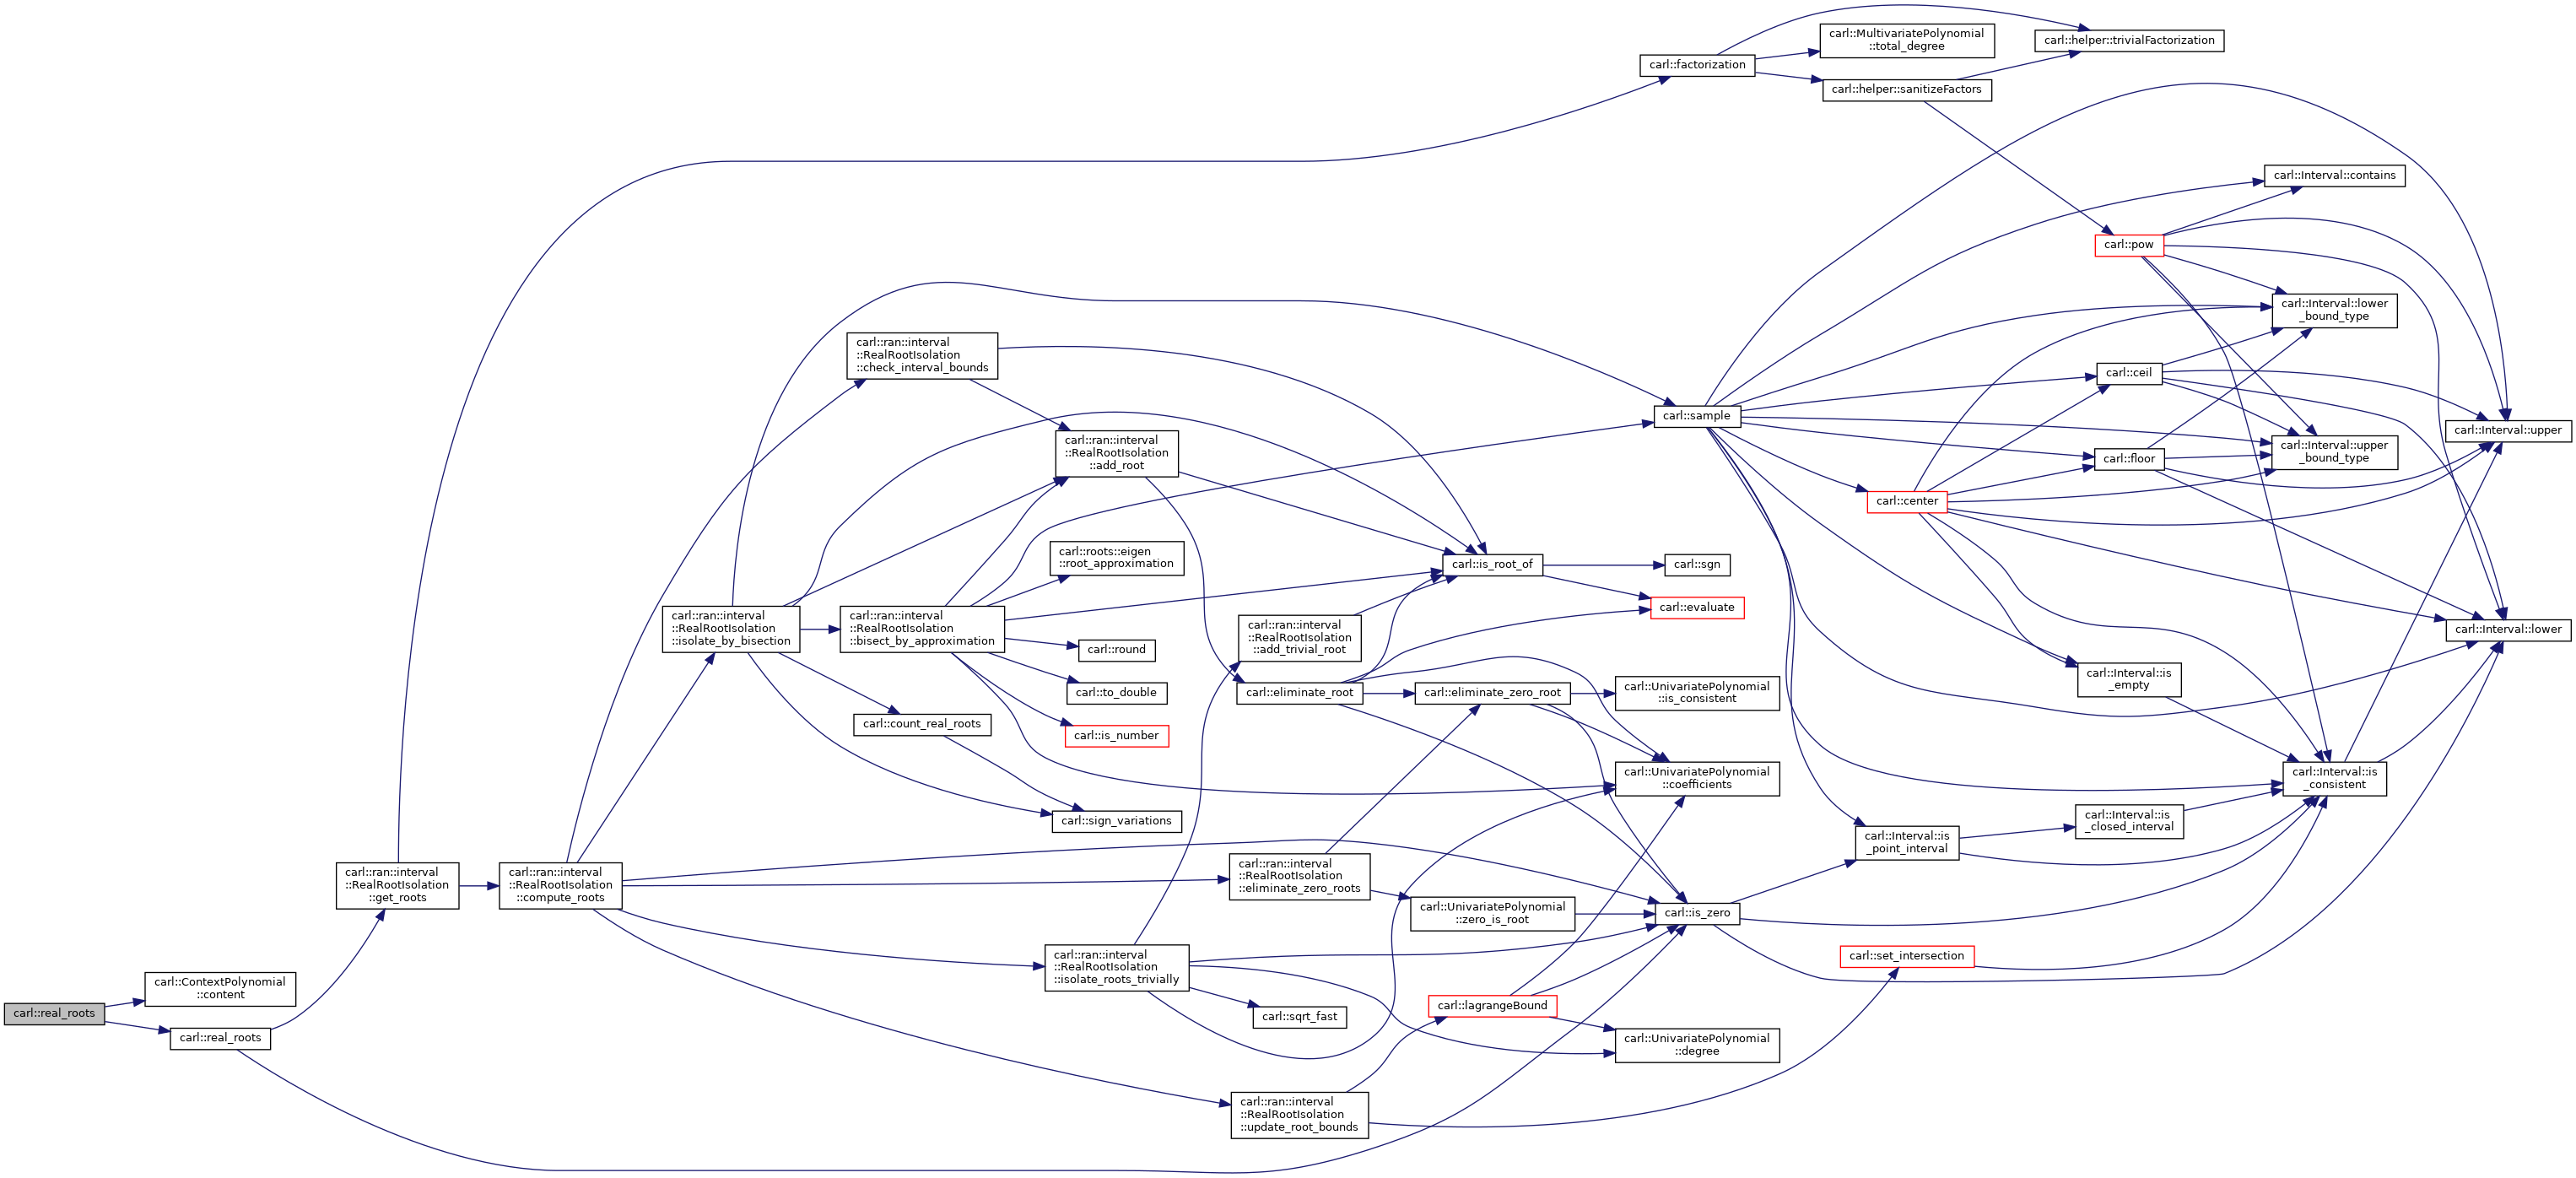 carl::real_roots
carl::ContextPolynomial
::content
carl::real_roots
carl::ran::interval
::RealRootIsolation
::get_roots
carl::ran::interval
::RealRootIsolation
::compute_roots
carl::ran::interval
::RealRootIsolation
::isolate_by_bisection
carl::ran::interval
::RealRootIsolation
::check_interval_bounds
carl::ran::interval
::RealRootIsolation
::bisect_by_approximation
carl::count_real_roots
carl::ran::interval
::RealRootIsolation
::add_root
carl::roots::eigen
::root_approximation
carl::round
carl::to_double
carl::is_number
carl::sign_variations
carl::ran::interval
::RealRootIsolation
::isolate_roots_trivially
carl::ran::interval
::RealRootIsolation
::add_trivial_root
carl::eliminate_root
carl::ran::interval
::RealRootIsolation
::eliminate_zero_roots
carl::sqrt_fast
carl::ran::interval
::RealRootIsolation
::update_root_bounds
carl::is_root_of
carl::eliminate_zero_root
carl::UnivariatePolynomial
::zero_is_root
carl::lagrangeBound
carl::factorization
carl::sample
carl::sgn
carl::evaluate
carl::UnivariatePolynomial
::is_consistent
carl::UnivariatePolynomial
::coefficients
carl::is_zero
carl::UnivariatePolynomial
::degree
carl::MultivariatePolynomial
::total_degree
carl::helper::sanitizeFactors
carl::center
carl::Interval::is
_point_interval
carl::set_intersection
carl::helper::trivialFactorization
carl::pow
carl::ceil
carl::floor
carl::Interval::is
_empty
carl::Interval::is
_closed_interval
carl::Interval::contains
carl::Interval::lower
_bound_type
carl::Interval::upper
_bound_type
carl::Interval::is
_consistent
carl::Interval::upper
carl::Interval::lower